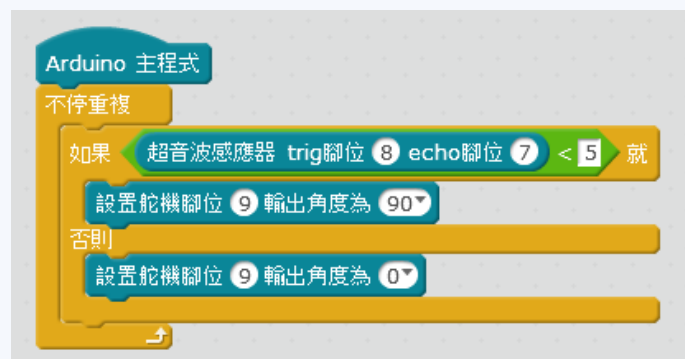 Arduino 主程式
不停重複
如果 超音波感應器 trig腳位 8 echo腳位 7 < 5 就
設置舵機腳位 9 輸出角度為 90
否則
設置舵機腳位 9 輸出角度為 0